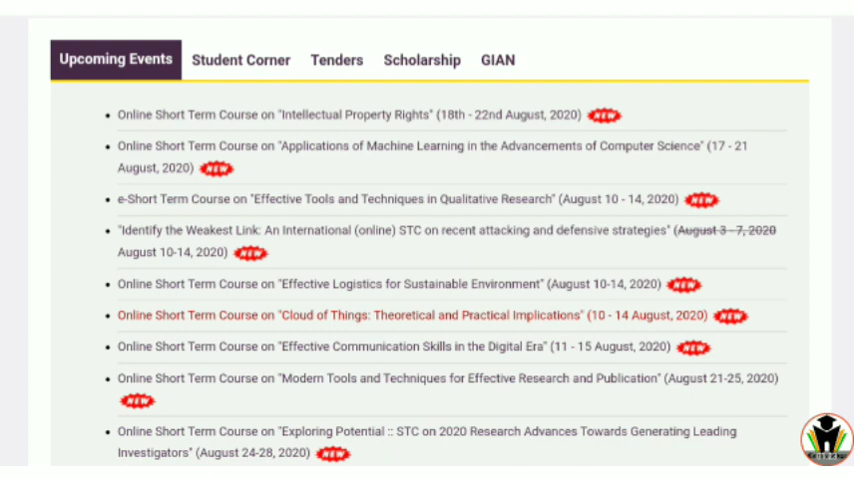 Upcoming Events Student Corner Tenders Scholarship GIAN
Online Short Term Course on "Intellectual Property Rights" (18th - 22nd August, 2020) NEW
Online Short Term Course on "Applications of Machine Learning in the Advancements of Computer Science" (17 - 21
August, 2020) NEW
e-Short Term Course on "Effective Tools and Techniques in Qualitative Research" (August 10 - 14, 2020) NEW
"Identify the Weakest Link: An International (online) STC on recent attacking and defensive strategies" (August 3 - 7, 2020
August 10-14, 2020) NEW
Online Short Term Course on "Effective Logistics for Sustainable Environment" (August 10-14, 2020) NEW
Online Short Term Course on "Cloud of Things: Theoretical and Practical Implications" (10 - 14 August, 2020) NEW
Online Short Term Course on "Effective Communication Skills in the Digital Era" (11 - 15 August, 2020) NEW
Online Short Term Course on "Modern Tools and Techniques for Effective Research and Publication" (August 21-25, 2020)
NEW
Online Short Term Course on "Exploring Potential :: STC on 2020 Research Advances Towards Generating Leading
Investigators" (August 24-28, 2020) NEW